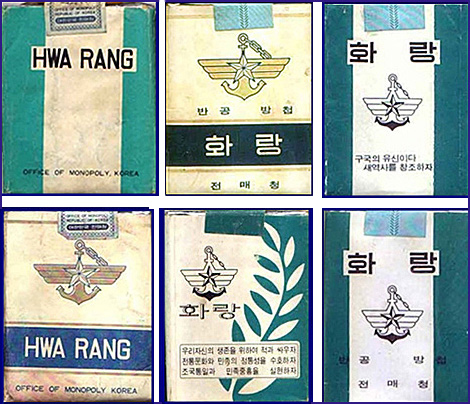 HWA RANG
OFFICE OF MONOPOLY, KOREA
반공 방첩
화랑
전매청
화랑
구국의 유신이다
새역사를 창조하자
HWA RANG
OFFICE OF MONOPOLY KOREA
화랑
우리자신의 생존을 위하여 적과 싸우자
전통문화와 민족의 정통성을 수호하자
조국통일과 민족중흥을 실현하자
화랑
반공 방첩
전매청